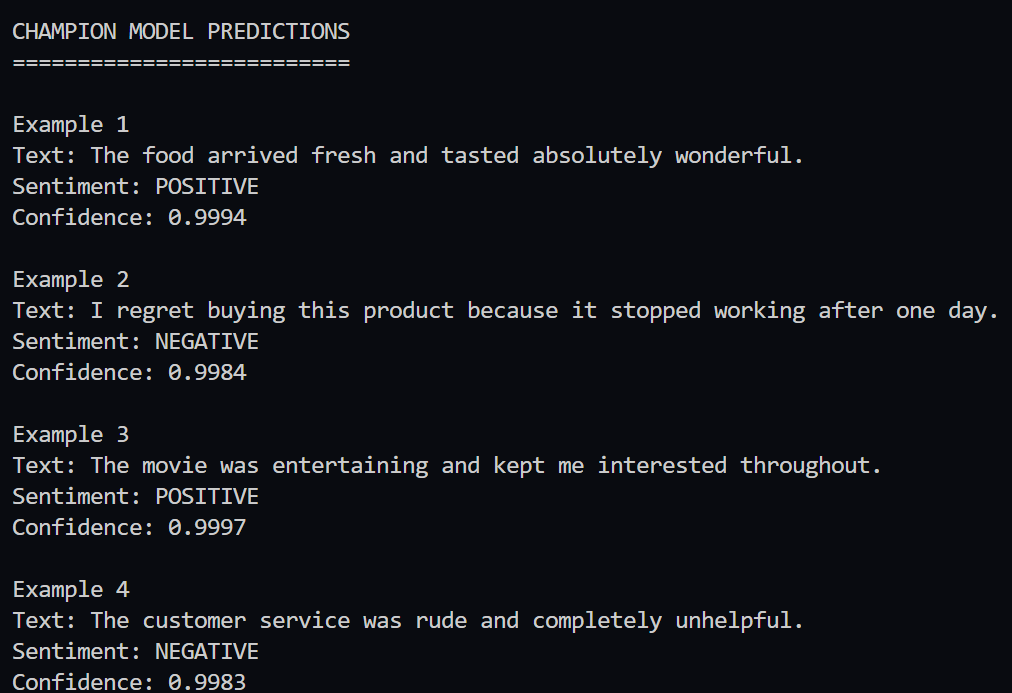 CHAMPION MODEL PREDICTIONS
==========================
Example 1
Text: The food arrived fresh and tasted absolutely wonderful.
Sentiment: POSITIVE
Confidence: 0.9994
Example 2
Text: I regret buying this product because it stopped working after one day.
Sentiment: NEGATIVE
Confidence: 0.9984
Example 3
Text: The movie was entertaining and kept me interested throughout.
Sentiment: POSITIVE
Confidence: 0.9997
Example 4
Text: The customer service was rude and completely unhelpful.
Sentiment: NEGATIVE
Confidence: 0.9983